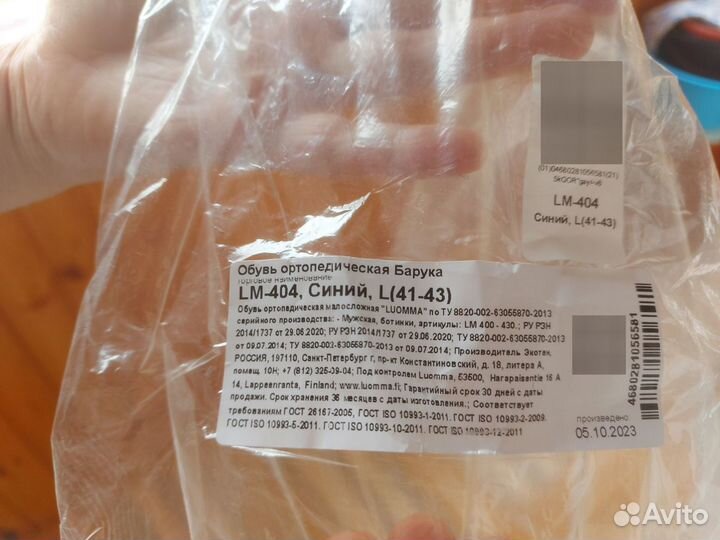 (01)04680281056581(21)
LM-404
Синий, L(41-43)
Обувь ортопедическая Барука
торговое наименование
LM-404, Синий, L(41-43)
Обувь ортопедическая малосложная "LUOMMA" по ТУ 8820-002-63055870-2013
серийного производства: - Мужская, ботинки, артикулы: LM 400 - 430.; РУ РЗН
2014/1737 от 29.06.2020; РУ РЗН 2014/1737 от 29.06.2020; ТУ 8820-002-63055870-2013
от 09.07.2014; ТУ 8820-002-63055870-2013 от 09.07.2014; Производитель Экотен,
РОССИЯ, 197110, Санкт-Петербург г, пр-кт Константиновский, д. 18, литера А,
помещ. 10Н; +7 (812) 325-09-04; Под контролем Luomma, 53500, Harapaisentie 16 A
14, Lappeenranta, Finland; www.luomma.fi; Гарантийный срок 30 дней с даты
продажи. Срок хранения 36 месяцев с даты изготовления.; Соответствует
требованиям ГОСТ 26167-2005, ГОСТ ISO 10993-1-2011. ГОСТ ISO 10993-2-2009.
ГОСТ ISO 10993-5-2011. ГОСТ ISO 10993-10-2011. ГОСТ ISO 10993-12-2011
4680281056581
произведено
05.10.2023
Avito